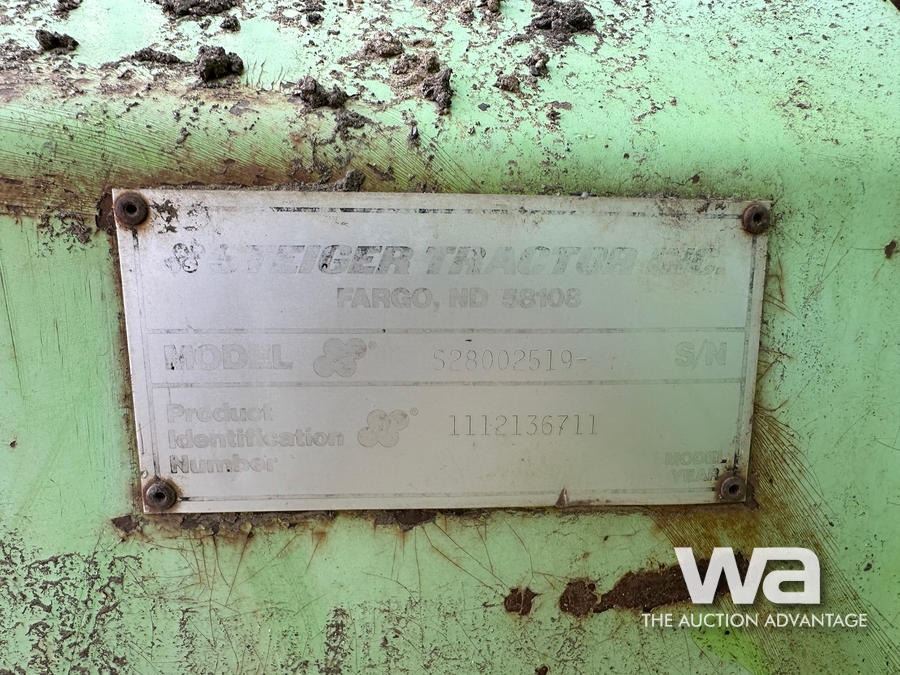 STEIGER TRACTOR INC.
FARGO, ND 58108
MODEL ® S28002519- S/N
Product
Identification ® 1112136711
Number
MODEL
YEAR
wa
THE AUCTION ADVANTAGE